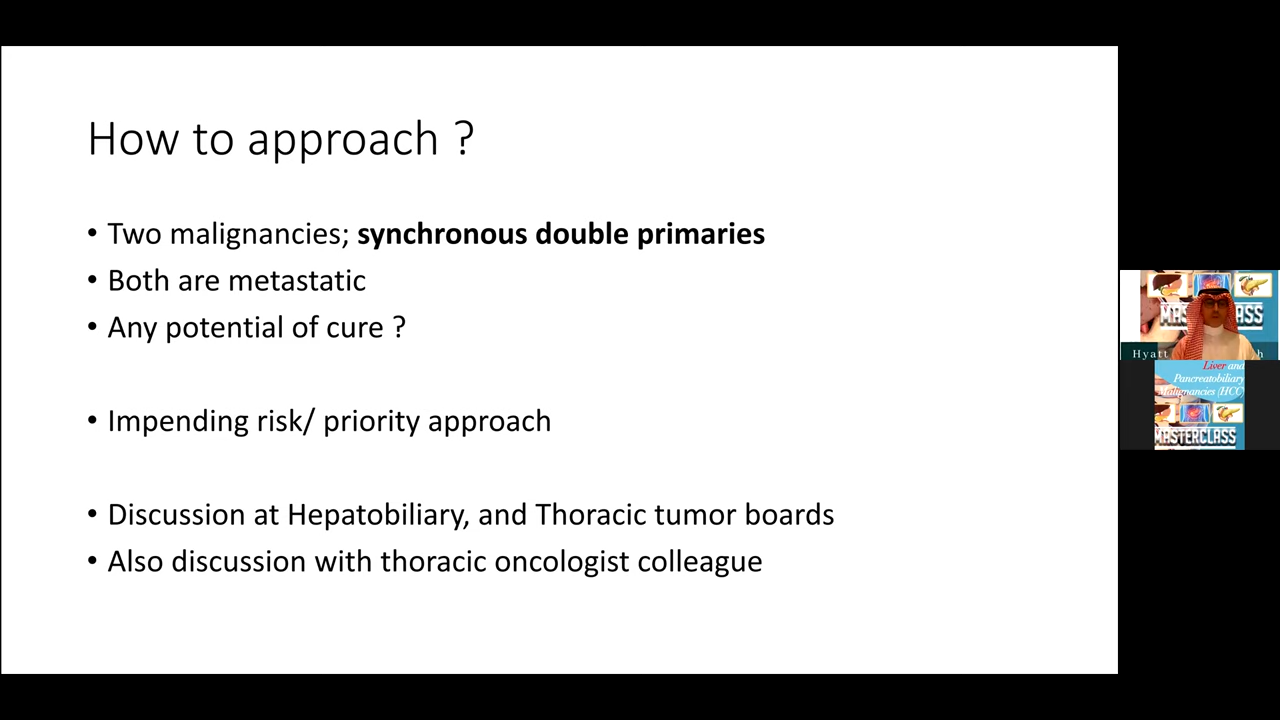 How to approach ?
• Two malignancies; synchronous double primaries
• Both are metastatic
• Any potential of cure ?
• Impending risk/ priority approach
• Discussion at Hepatobiliary, and Thoracic tumor boards
• Also discussion with thoracic oncologist colleague
Hyatt
Liver and
Pancreatobiliary
Malignancies (HCC)
MASTERCLASS